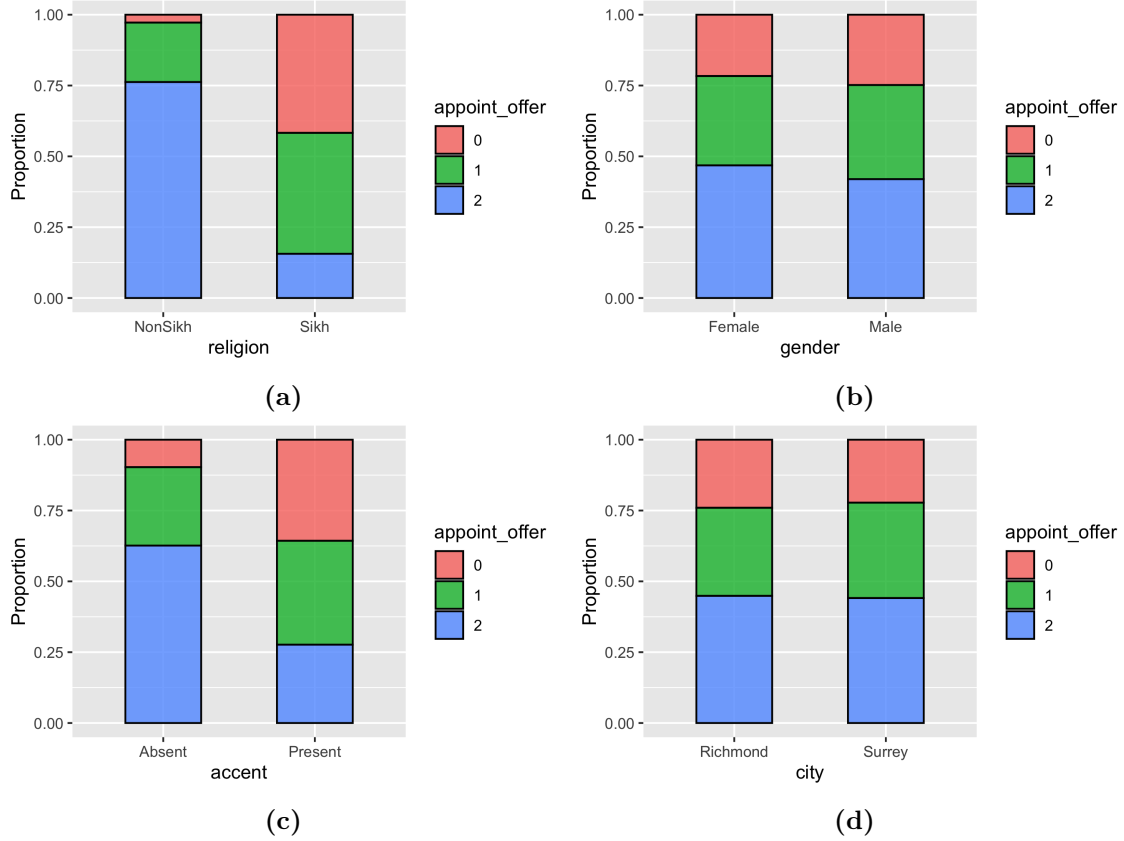 1.00
0.75
0.50
0.25
0.00
Proportion
NonSikh Sikh
religion
appoint_offer
0
1
2
(a)
1.00
0.75
0.50
0.25
0.00
Proportion
Female Male
gender
appoint_offer
0
1
2
(b)
1.00
0.75
0.50
0.25
0.00
Proportion
Absent Present
accent
appoint_offer
0
1
2
(c)
1.00
0.75
0.50
0.25
0.00
Proportion
Richmond Surrey
city
appoint_offer
0
1
2
(d)